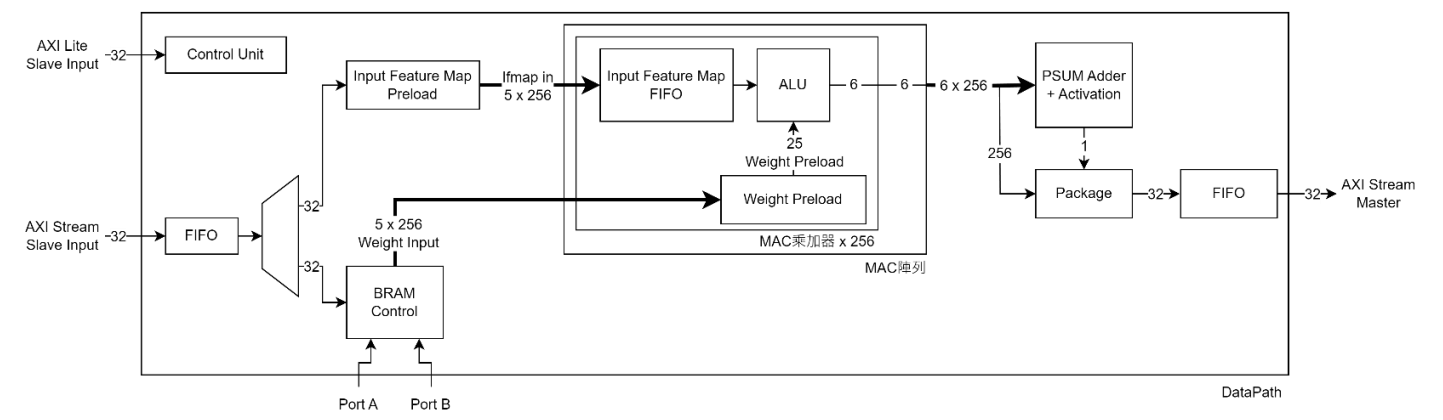 AXI Lite
Slave Input
32
Control Unit
Input Feature Map
Preload
Ifmap in
5 x 256
Input Feature Map
FIFO
ALU
6
6
6 x 256
PSUM Adder
+ Activation
25
Weight Preload
256
1
Weight Preload
Package
32
FIFO
32
AXI Stream
Master
AXI Stream
Slave Input
32
FIFO
32
32
5 x 256
Weight Input
MAC乘加器 x 256
MAC陣列
BRAM
Control
Port A
Port B
DataPath